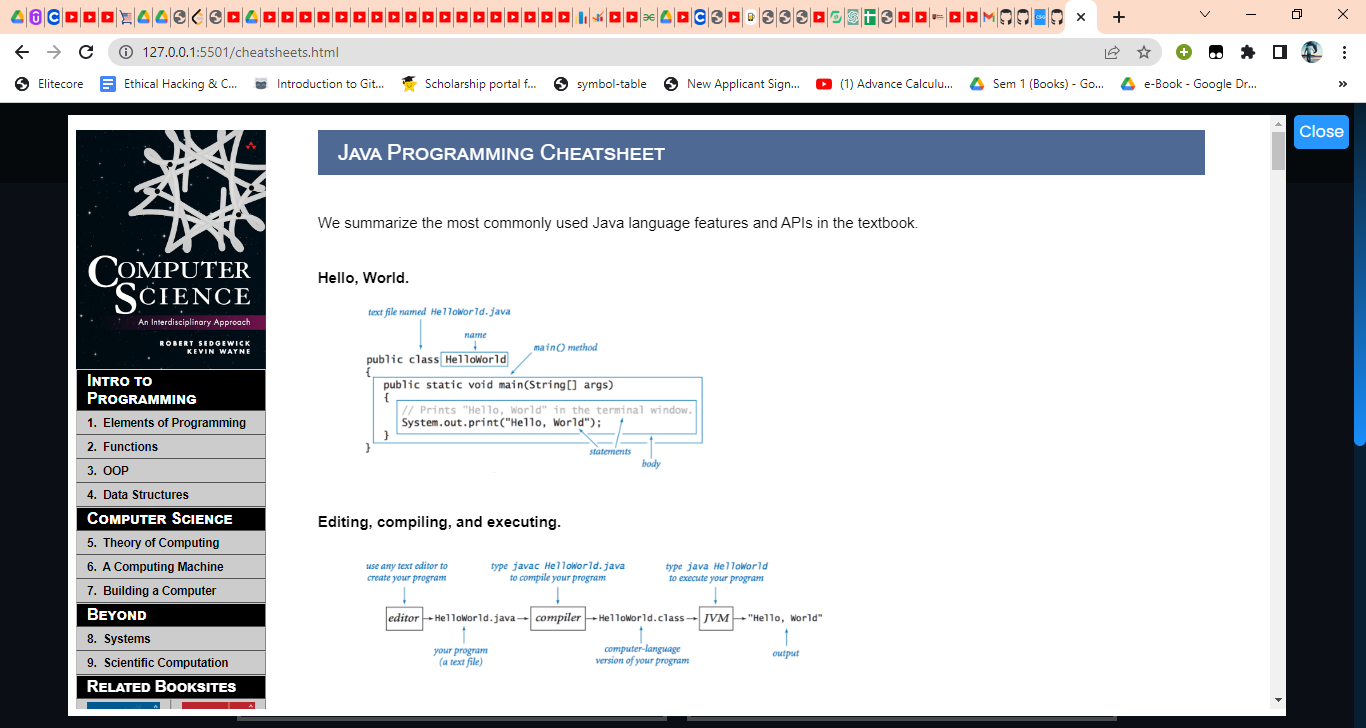 127.0.0.1:5501/cheatsheets.html
Elitecore
Ethical Hacking & C...
Introduction to Git...
Scholarship portal f...
symbol-table
New Applicant Sign...
(1) Advance Calculu...
Sem 1 (Books) - Go...
e-Book - Google Dr...
»
Close
COMPUTER
SCIENCE
An Interdisciplinary Approach
ROBERT SEDGEWICK
KEVIN WAYNE
INTRO TO
PROGRAMMING
1. Elements of Programming
2. Functions
3. OOP
4. Data Structures
COMPUTER SCIENCE
5. Theory of Computing
6. A Computing Machine
7. Building a Computer
BEYOND
8. Systems
9. Scientific Computation
RELATED BOOKSITES
JAVA PROGRAMMING CHEATSHEET
We summarize the most commonly used Java language features and APIs in the textbook.
Hello, World.
text file named HelloWorld.java
name
main() method
public class HelloWorld
{
public static void main(String[] args)
{
// Prints "Hello, World" in the terminal window.
System.out.print("Hello, World");
}
}
statements
body
Editing, compiling, and executing.
use any text editor to
create your program
type javac HelloWorld.java
to compile your program
type java HelloWorld
to execute your program
editor HelloWorld.java compiler HelloWorld.class JVM "Hello, World"
your program
(a text file)
computer-language
version of your program
output